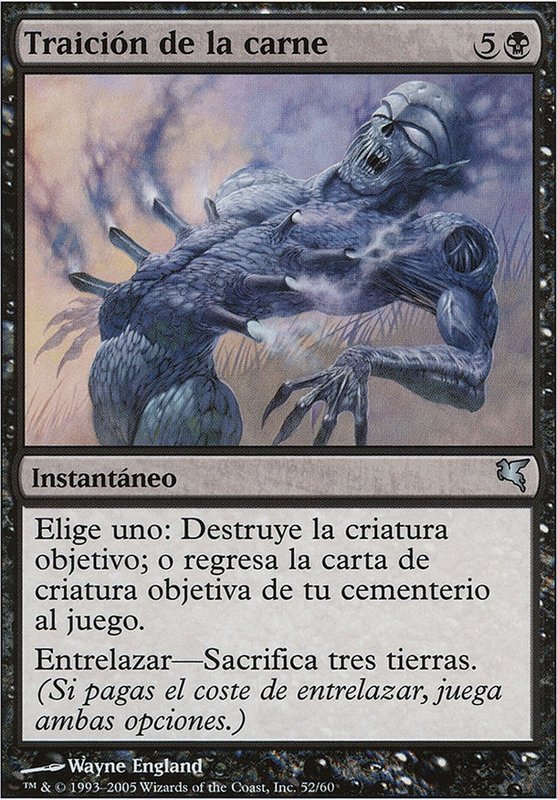 Traición de la carne 5
Instantáneo
Elige uno: Destruye la criatura
objetivo; o regresa la carta de
criatura objetiva de tu cementerio
al juego.
Entrelazar—Sacrifica tres tierras.
(Si pagas el coste de entrelazar, juega
ambas opciones.)
Wayne England
™ & © 1993–2005 Wizards of the Coast, Inc. 52/60